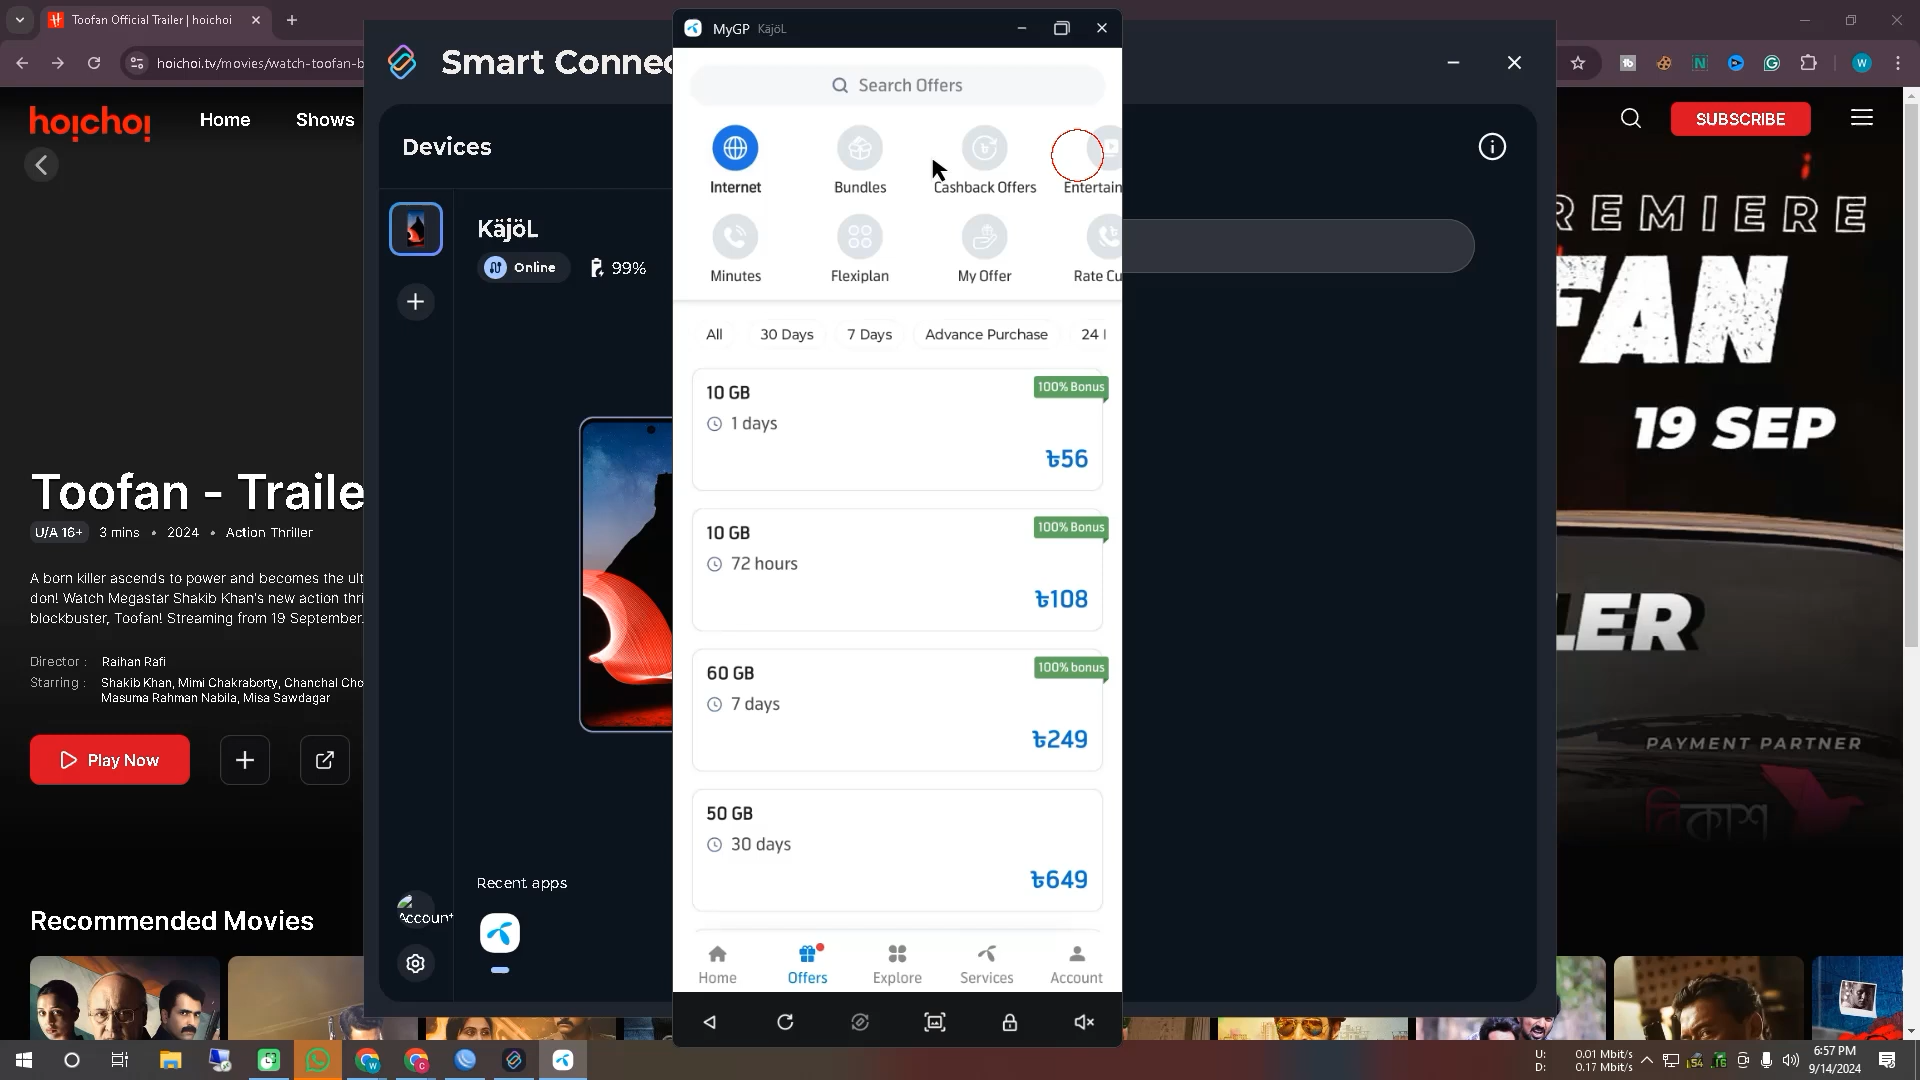 Toofan Official Trailer | hoichoi
hoichoi.tv/movies/watch-toofan-b
hoichoi
Home
Shows
SUBSCRIBE
Toofan - Traile
U/A 16+
3 mins • 2024 • Action Thriller
A born killer ascends to power and becomes the ult
don! Watch Megastar Shakib Khan's new action thri
blockbuster, Toofan! Streaming from 19 September.
Director : Raihan Rafi
Starring : Shakib Khan, Mimi Chakraborty, Chanchal Cho
Masuma Rahman Nabila, Misa Sawdagar
Play Now
Recommended Movies
Smart Connec
Devices
KäjöL
Online
99%
Recent apps
Account
MyGP KäjöL
Search Offers
Internet
Bundles
Cashback Offers
Entertain
Minutes
Flexiplan
My Offer
Rate Cu
All
30 Days
7 Days
Advance Purchase
24
10 GB
100% Bonus
1 days
৳56
10 GB
100% Bonus
72 hours
৳108
60 GB
100% bonus
7 days
৳249
50 GB
30 days
৳649
Home
Offers
Explore
Services
Account
REMIERE
FAN
19 SEP
LER
PAYMENT PARTNER
বিকাশ
U: 0.01 Mbit/s
D: 0.17 Mbit/s
6:57 PM
9/14/2024